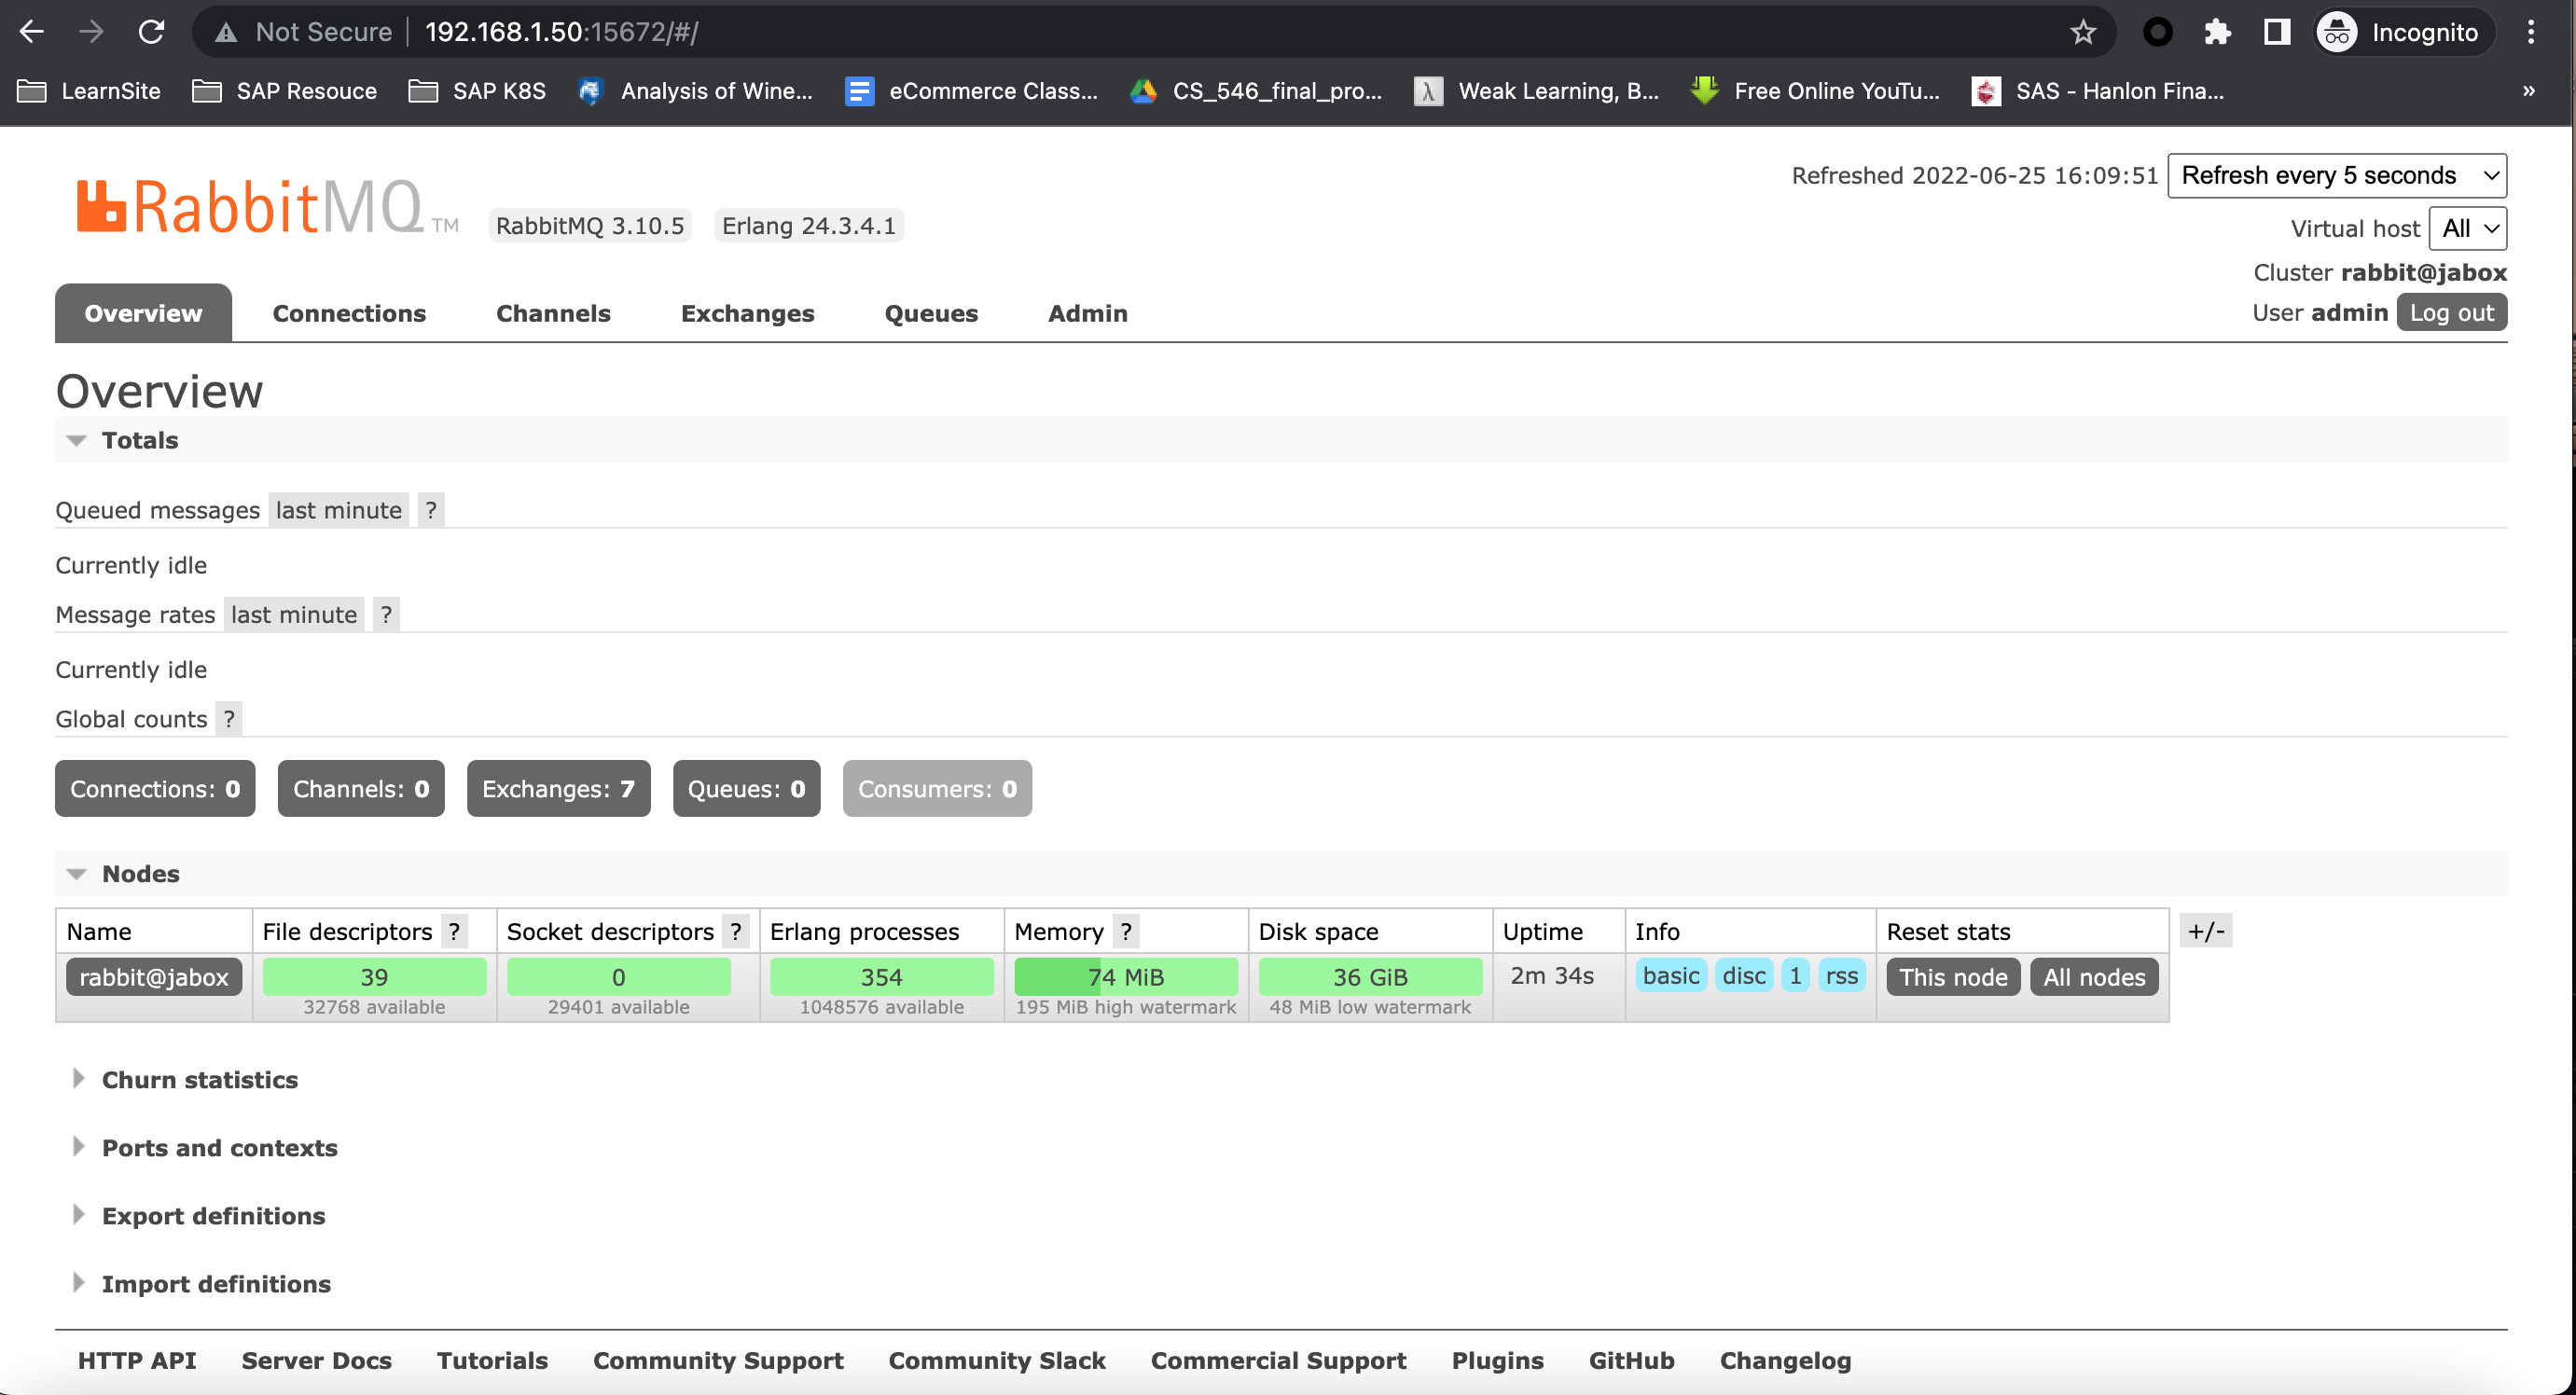 Not Secure 192.168.1.50:15672/#/ Incognito
LearnSite SAP Resouce SAP K8S Analysis of Wine... eCommerce Class... CS_546_final_pro... Weak Learning, B... Free Online YouTu... SAS - Hanlon Fina... »
Refreshed 2022-06-25 16:09:51 Refresh every 5 seconds
RabbitMQ TM RabbitMQ 3.10.5 Erlang 24.3.4.1
Virtual host All
Cluster rabbit@jabox
User admin Log out
Overview Connections Channels Exchanges Queues Admin
Overview
Totals
Queued messages last minute ?
Currently idle
Message rates last minute ?
Currently idle
Global counts ?
Connections: 0 Channels: 0 Exchanges: 7 Queues: 0 Consumers: 0
Nodes
Name File descriptors ? Socket descriptors ? Erlang processes Memory ? Disk space Uptime Info Reset stats +/-
rabbit@jabox 39 0 354 74 MiB 36 GiB 2m 34s basic disc 1 rss This node All nodes
32768 available 29401 available 1048576 available 195 MiB high watermark 48 MiB low watermark
Churn statistics
Ports and contexts
Export definitions
Import definitions
HTTP API Server Docs Tutorials Community Support Community Slack Commercial Support Plugins GitHub Changelog